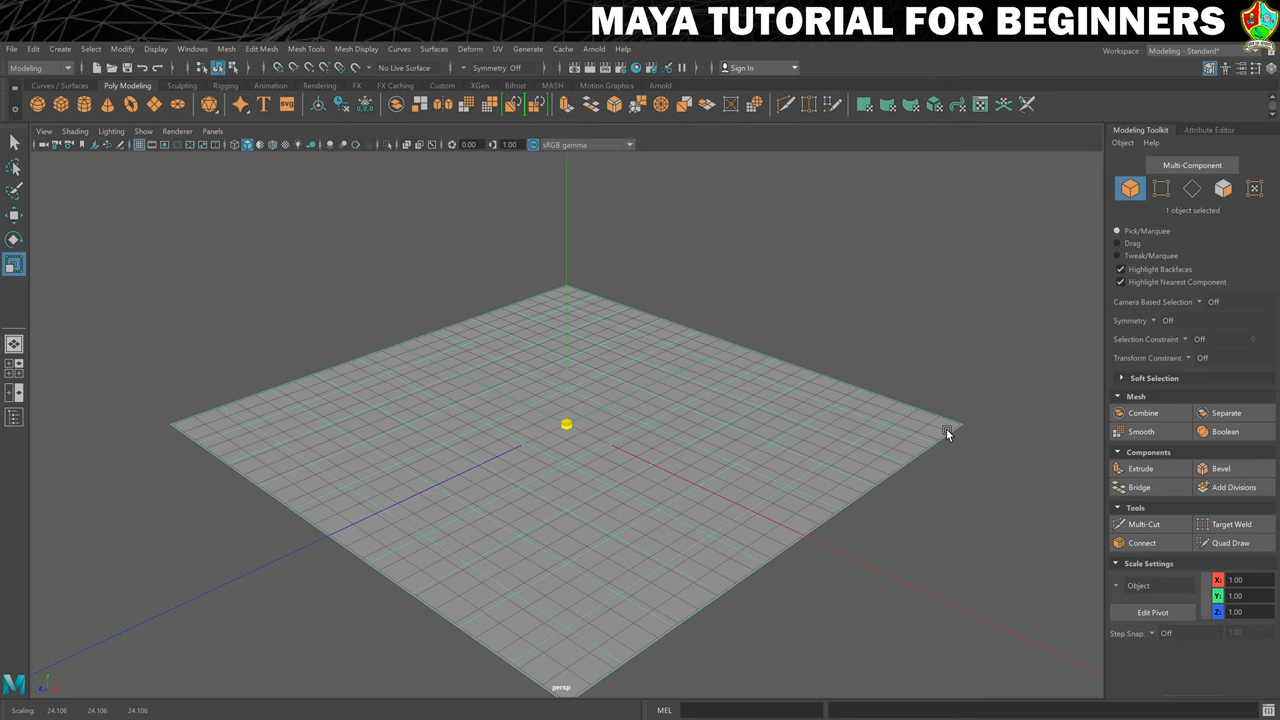 MAYA TUTORIAL FOR BEGINNERS
File Edit Create Select Modify Display Windows Mesh Edit Mesh Mesh Tools Mesh Display Curves Surfaces Deform UV Generate Cache Arnold Help
Workspace : Modeling - Standard*
Modeling No Live Surface Symmetry: Off Sign In
Curves / Surfaces Poly Modeling Sculpting Rigging Animation Rendering FX FX Caching Custom XGen Bifrost MASH Motion Graphics Arnold
SVG
View Shading Lighting Show Renderer Panels
0.00 1.00 sRGB gamma
persp
Modeling Toolkit Attribute Editor
Object Help
Multi-Component
1 object selected
Pick/Marquee
Drag
Tweak/Marquee
Highlight Backfaces
Highlight Nearest Component
Camera Based Selection Off
Symmetry Off
Selection Constraint Off 0
Transform Constraint Off
Soft Selection
Mesh
Combine Separate
Smooth Boolean
Components
Extrude Bevel
Bridge Add Divisions
Tools
Multi-Cut Target Weld
Connect Quad Draw
Scale Settings
X: 1.00
Object Y: 1.00
Edit Pivot Z: 1.00
Step Snap: Off 1.00
Scaling: 24.106 24.106 24.106 MEL